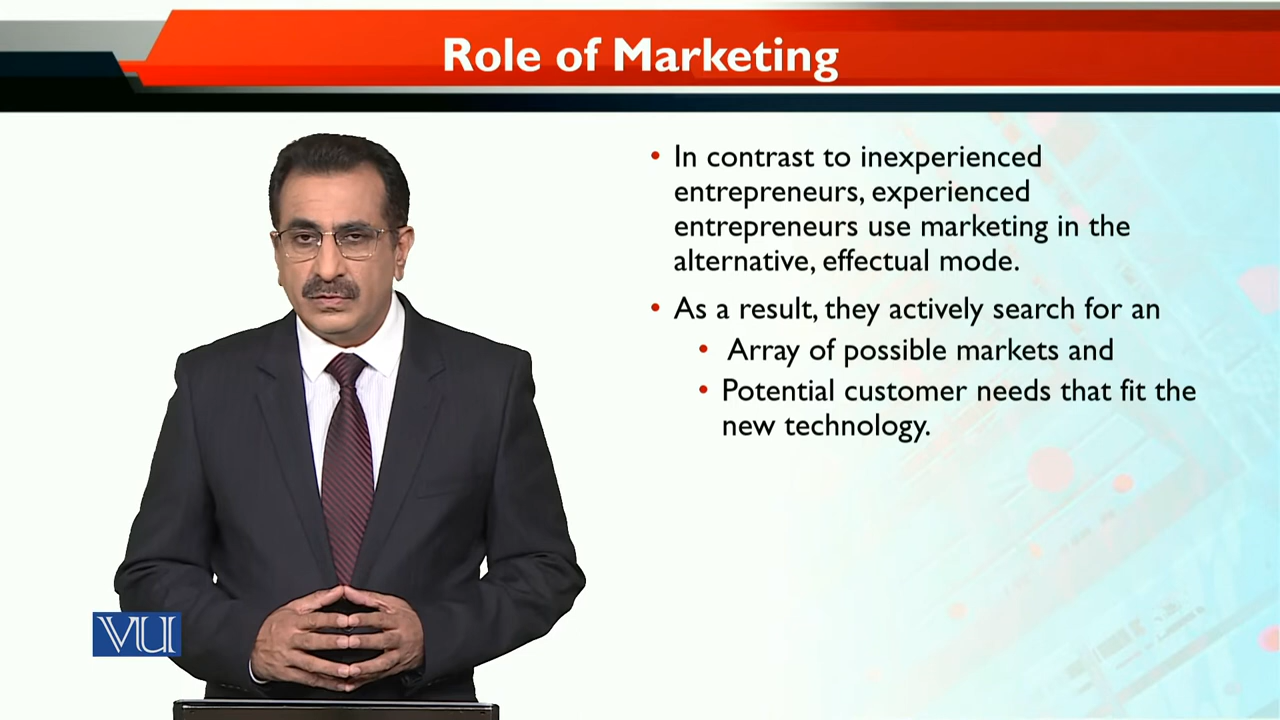 Role of Marketing
• In contrast to inexperienced
entrepreneurs, experienced
entrepreneurs use marketing in the
alternative, effectual mode.
• As a result, they actively search for an
• Array of possible markets and
• Potential customer needs that fit the
new technology.
VU